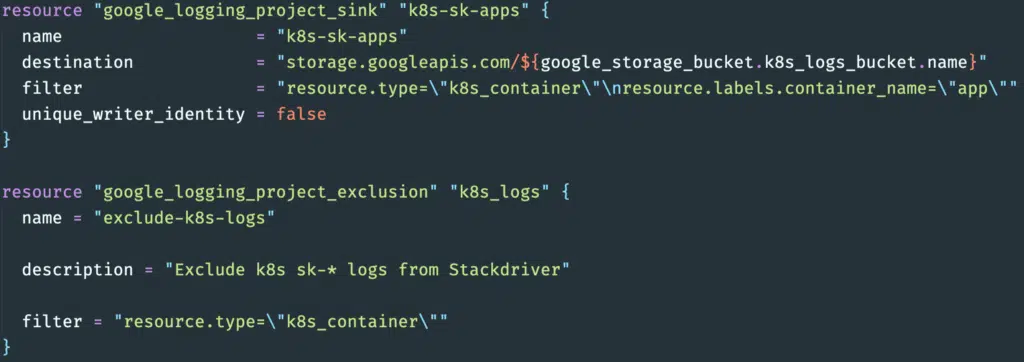 resource "google_logging_project_sink" "k8s-sk-apps" {
  name                   = "k8s-sk-apps"
  destination            = "storage.googleapis.com/${google_storage_bucket.k8s_logs_bucket.name}"
  filter                 = "resource.type=\"k8s_container\"\nresource.labels.container_name=\"app\""
  unique_writer_identity = false
}

resource "google_logging_project_exclusion" "k8s_logs" {
  name = "exclude-k8s-logs"

  description = "Exclude k8s sk-* logs from Stackdriver"

  filter = "resource.type=\"k8s_container\""
}